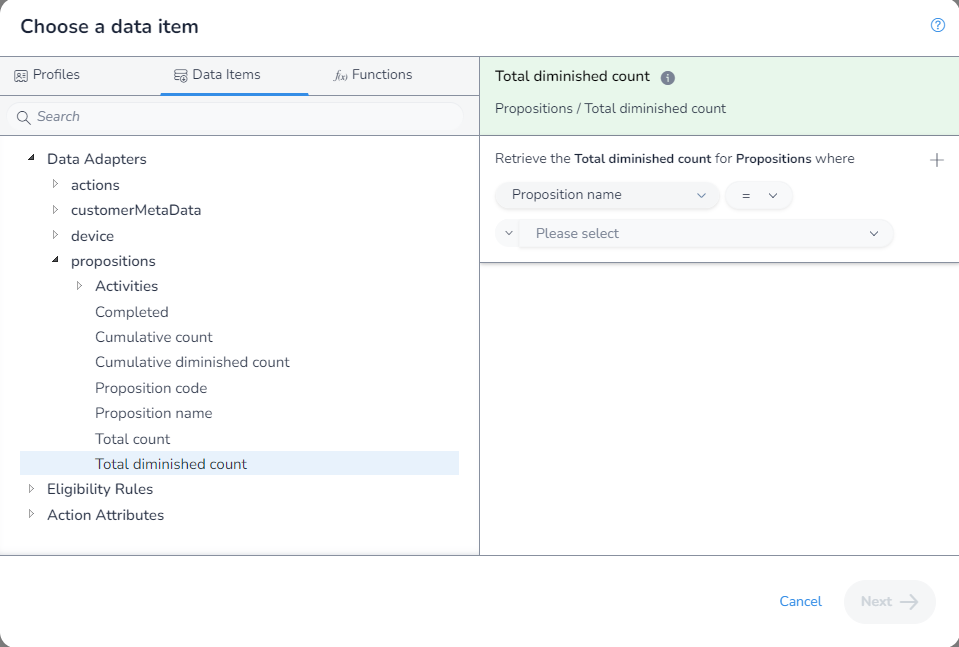 Choose a data item
Profiles
Data Items
f(x) Functions
Search
Data Adapters
actions
customerMetaData
device
propositions
Activities
Completed
Cumulative count
Cumulative diminished count
Proposition code
Proposition name
Total count
Total diminished count
Eligibility Rules
Action Attributes
Total diminished count
Propositions / Total diminished count
Retrieve the Total diminished count for Propositions where
Proposition name
=
Please select
Cancel
Next